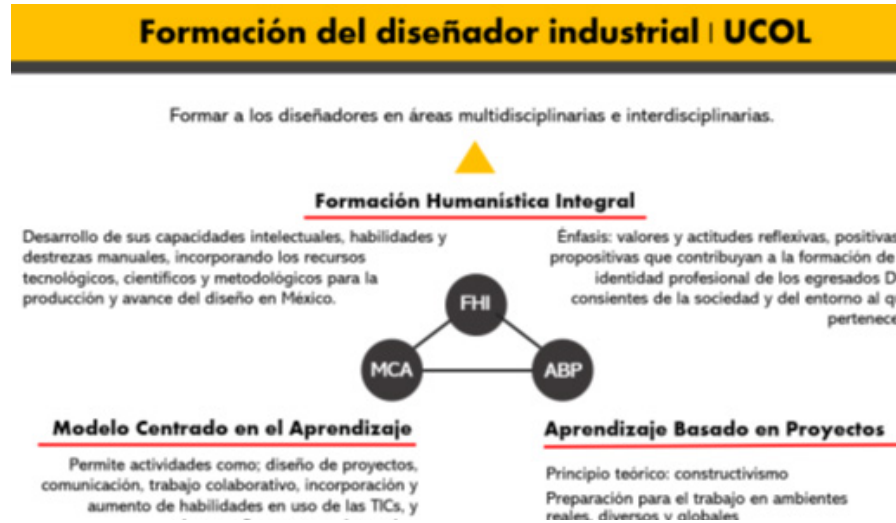 Formación del diseñador industrial | UCOL
Formar a los diseñadores en áreas multidisciplinarias e interdisciplinarias.
Formación Humanística Integral
Desarrollo de sus capacidades intelectuales, habilidades y
destrezas manuales, incorporando los recursos
tecnológicos, científicos y metodológicos para la
producción y avance del diseño en México.
Énfasis: valores y actitudes reflexivas, positivas
propositivas que contribuyan a la formación de
identidad profesional de los egresados
consientes de la sociedad y del entorno al
FHI
MCA
ABP
Modelo Centrado en el Aprendizaje
Permite actividades como; diseño de proyectos,
comunicación, trabajo colaborativo, incorporación y
aumento de habilidades en uso de las TICs, y
Aprendizaje Basado en Proyectos
Principio teórico: constructivismo
Preparación para el trabajo en ambientes
reales, diversos y globales